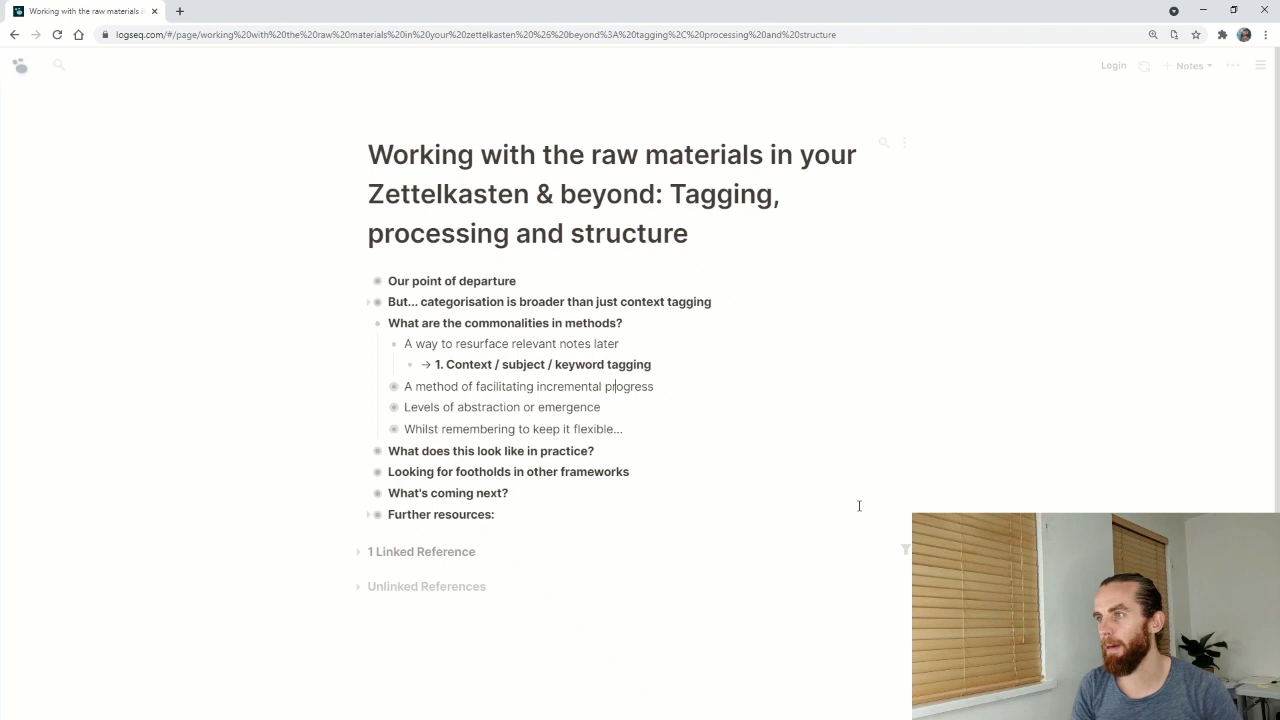 Working with the raw materials i
logseq.com/#/page/working%20with%20the%20raw%20materials%20in%20your%20zettelkasten%20%26%20beyond%3A%20tagging%2C%20processing%20and%20structure
Login
Notes
Working with the raw materials in your
Zettelkasten & beyond: Tagging,
processing and structure
Our point of departure
But... categorisation is broader than just context tagging
What are the commonalities in methods?
A way to resurface relevant notes later
→ 1. Context / subject / keyword tagging
A method of facilitating incremental progress
Levels of abstraction or emergence
Whilst remembering to keep it flexible...
What does this look like in practice?
Looking for footholds in other frameworks
What's coming next?
Further resources:
1 Linked Reference
Unlinked References